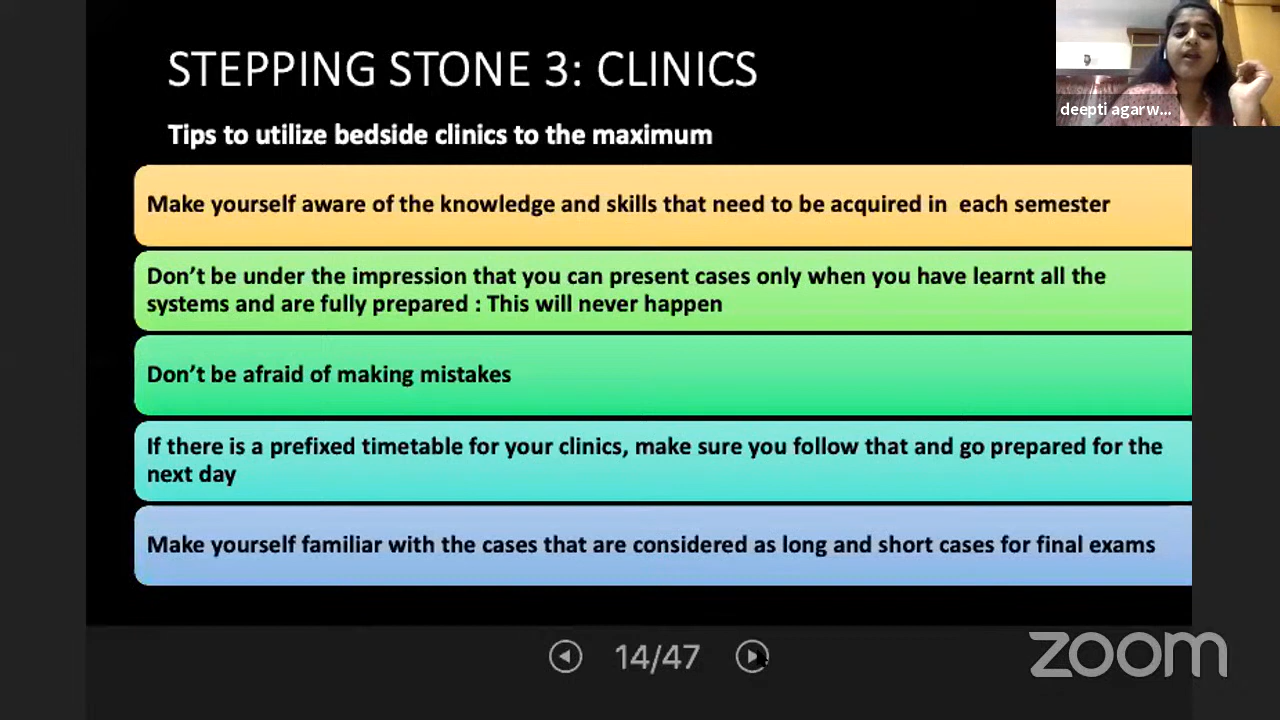 STEPPING STONE 3: CLINICS
deepti agarw...
Tips to utilize bedside clinics to the maximum
Make yourself aware of the knowledge and skills that need to be acquired in  each semester
Don’t be under the impression that you can present cases only when you have learnt all the
systems and are fully prepared : This will never happen
Don’t be afraid of making mistakes
If there is a prefixed timetable for your clinics, make sure you follow that and go prepared for the
next day
Make yourself familiar with the cases that are considered as long and short cases for final exams
14/47
zoom